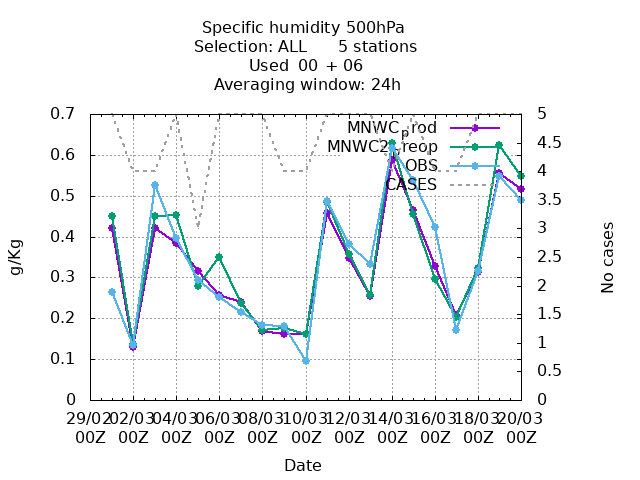 Specific humidity 500hPa
Selection: ALL 5 stations
Used 00 + 06
Averaging window: 24h
0.7 5
MNWC_prod
MNWC2_reop
OBS
CASES
4.5
0.6 4
0.5 3.5
0.4 3
2.5
0.3 2
0.2 1.5
1
0.1 0.5
0 0
g/Kg
No cases
29/02 02/03 04/03 06/03 08/03 10/03 12/03 14/03 16/03 18/03 20/03
00Z 00Z 00Z 00Z 00Z 00Z 00Z 00Z 00Z 00Z 00Z
Date